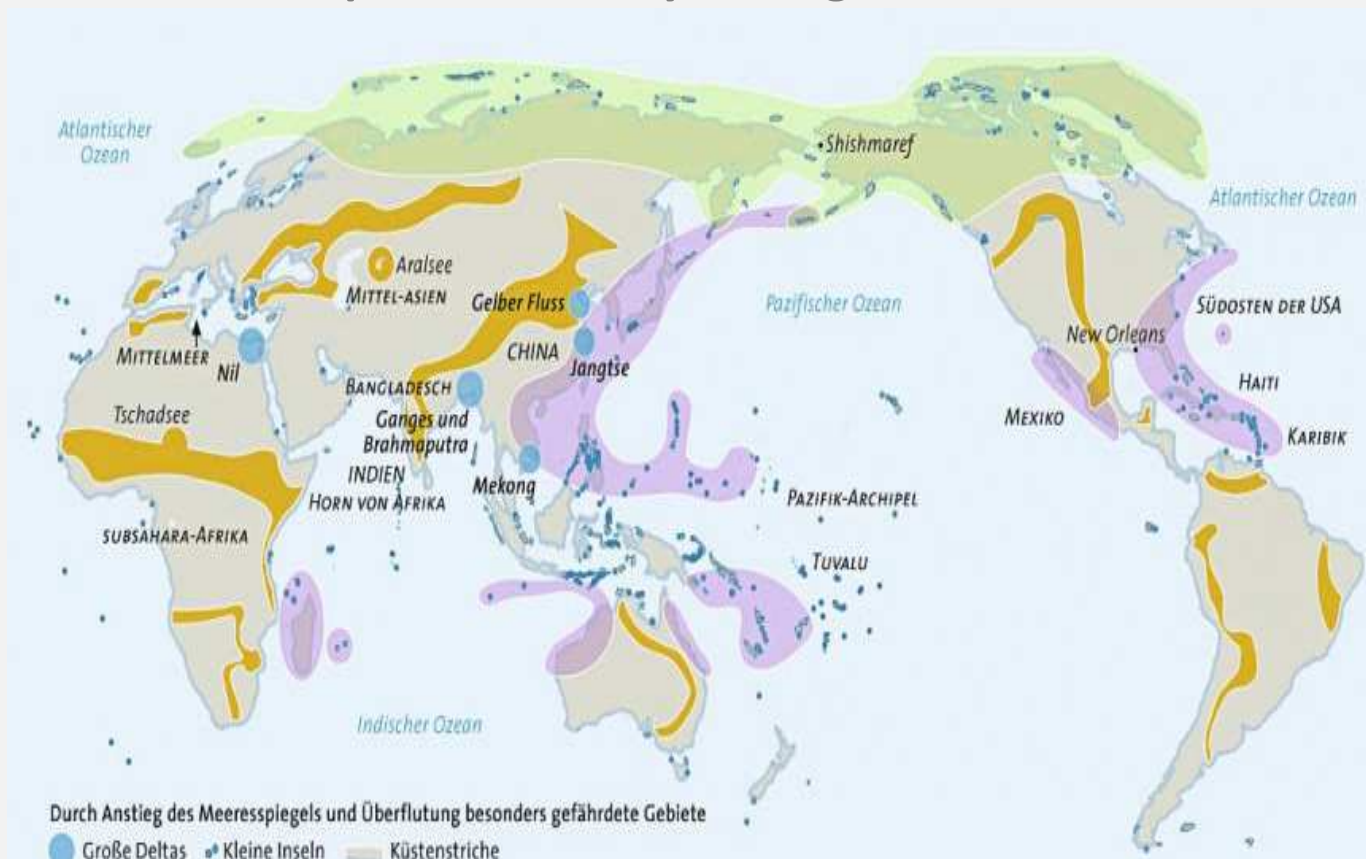 Atlantischer
Ozean
Shishmaref
Atlantischer Ozean
Aralsee
MITTEL-ASIEN
Gelber Fluss
Pazifischer Ozean
SÜDOSTEN DER USA
New Orleans
MITTELMEER
Nil
CHINA
Jangtse
BANGLADESCH
Ganges und
Brahmaputra
HAITI
MEXIKO
KARIBIK
Tschadsee
INDIEN
HORN VON AFRIKA
Mekong
PAZIFIK-ARCHIPEL
SUBSAHARA-AFRIKA
TUVALU
Indischer Ozean
Durch Anstieg des Meeresspiegels und Überflutung besonders gefährdete Gebiete
Große Deltas Kleine Inseln Küstenstriche